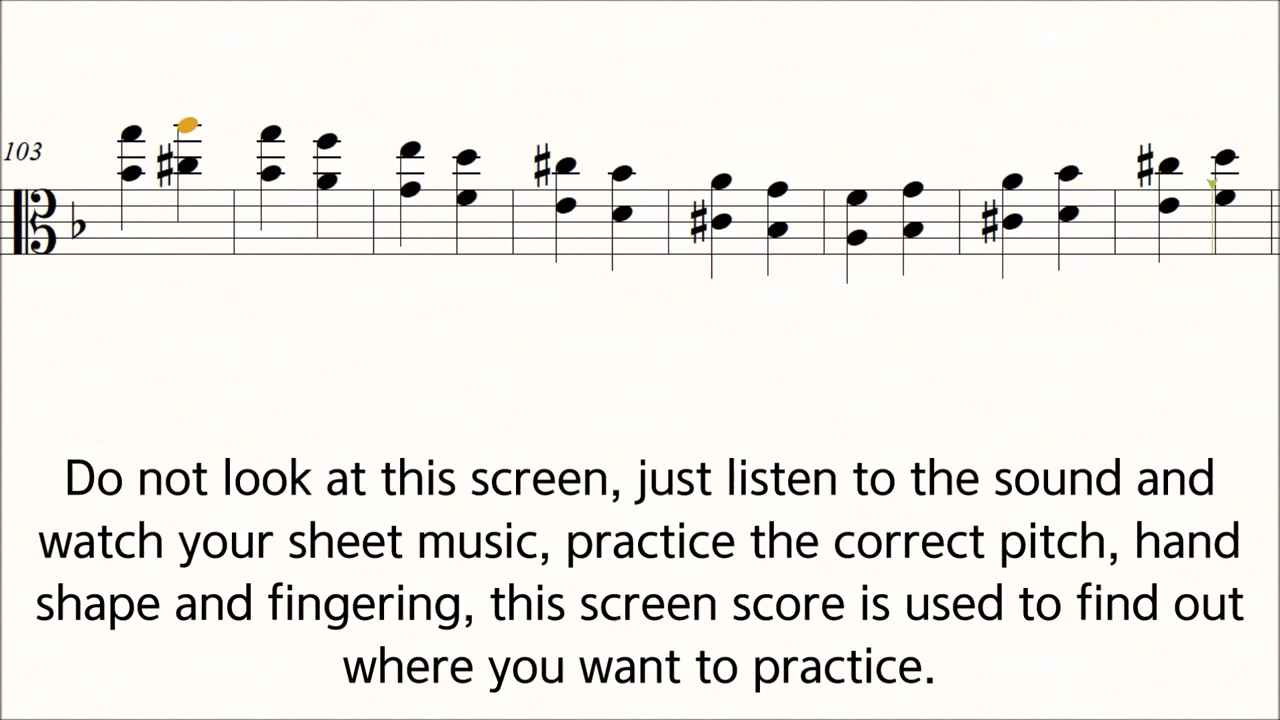 103
Do not look at this screen, just listen to the sound and
watch your sheet music, practice the correct pitch, hand
shape and fingering, this screen score is used to find out
where you want to practice.